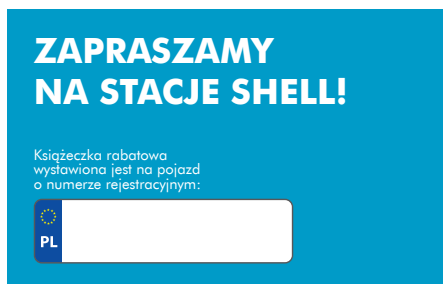 ZAPRASZAMY
NA STACJE SHELL!
Książeczka rabatowa
wystawiona jest na pojazd
o numerze rejestracyjnym:
PL